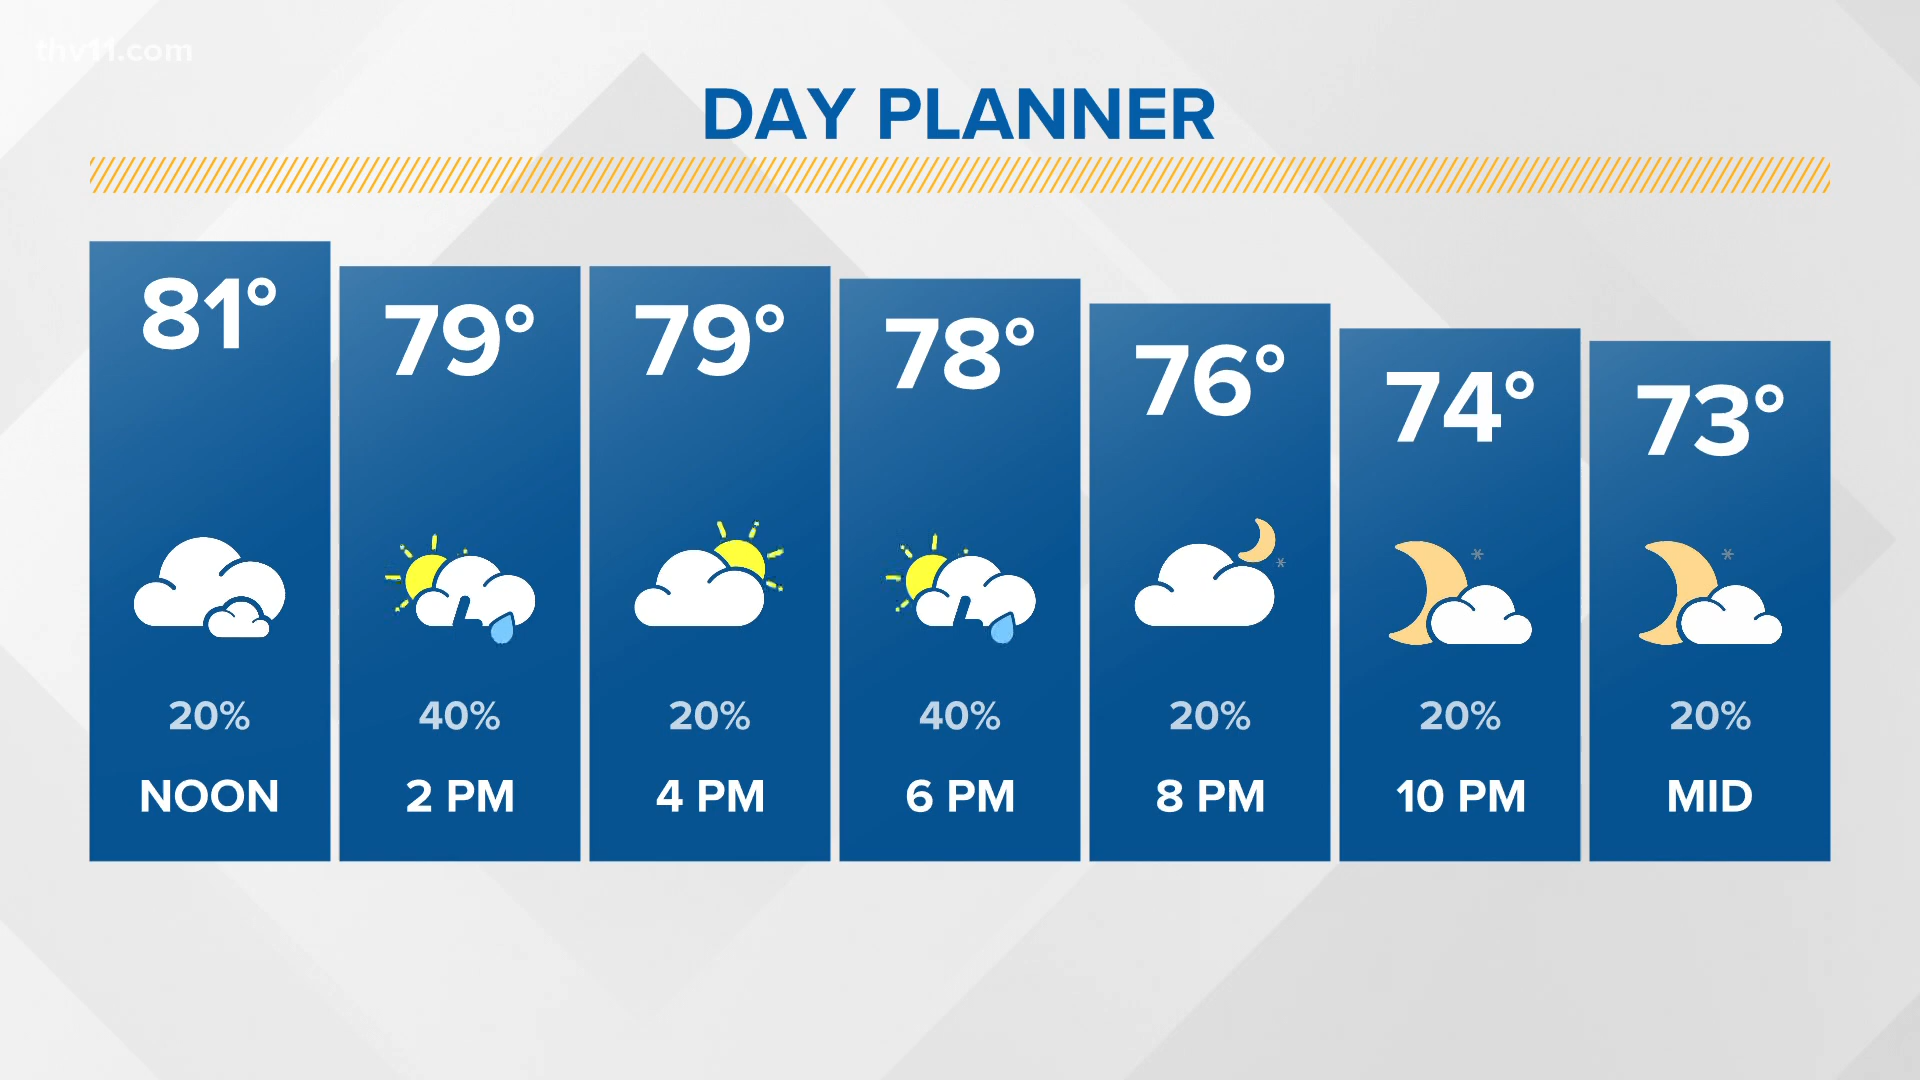 thv11.com
DAY PLANNER
81° 79° 79° 78° 76° 74° 73°
20% 40% 20% 40% 20% 20% 20%
NOON 2 PM 4 PM 6 PM 8 PM 10 PM MID